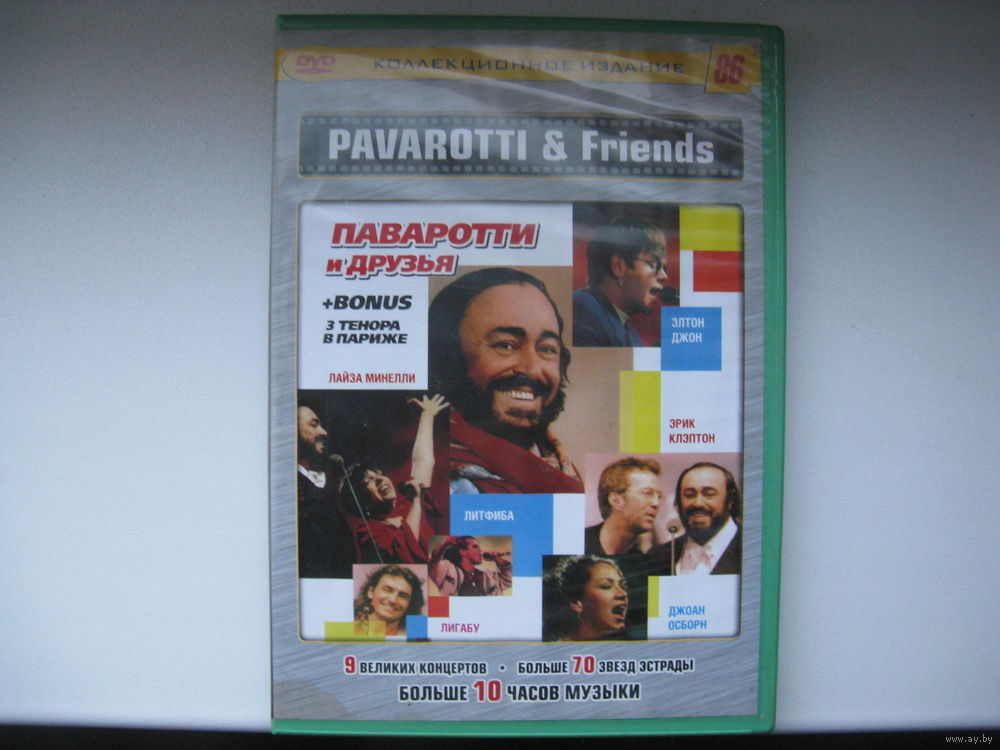 DVD
КОЛЛЕКЦИОННОЕ ИЗДАНИЕ
86
PAVAROTTI & Friends
ПАВАРОТТИ
и ДРУЗЬЯ
+BONUS
3 ТЕНОРА
В ПАРИЖЕ
ЛАЙЗА МИНЕЛЛИ
ЭЛТОН
ДЖОН
ЭРИК
КЛЭПТОН
ЛИТФИБА
ЛИГАБУ
ДЖОАН
ОСБОРН
9 ВЕЛИКИХ КОНЦЕРТОВ • БОЛЬШЕ 70 ЗВЕЗД ЭСТРАДЫ
БОЛЬШЕ 10 ЧАСОВ МУЗЫКИ
www.ay.by